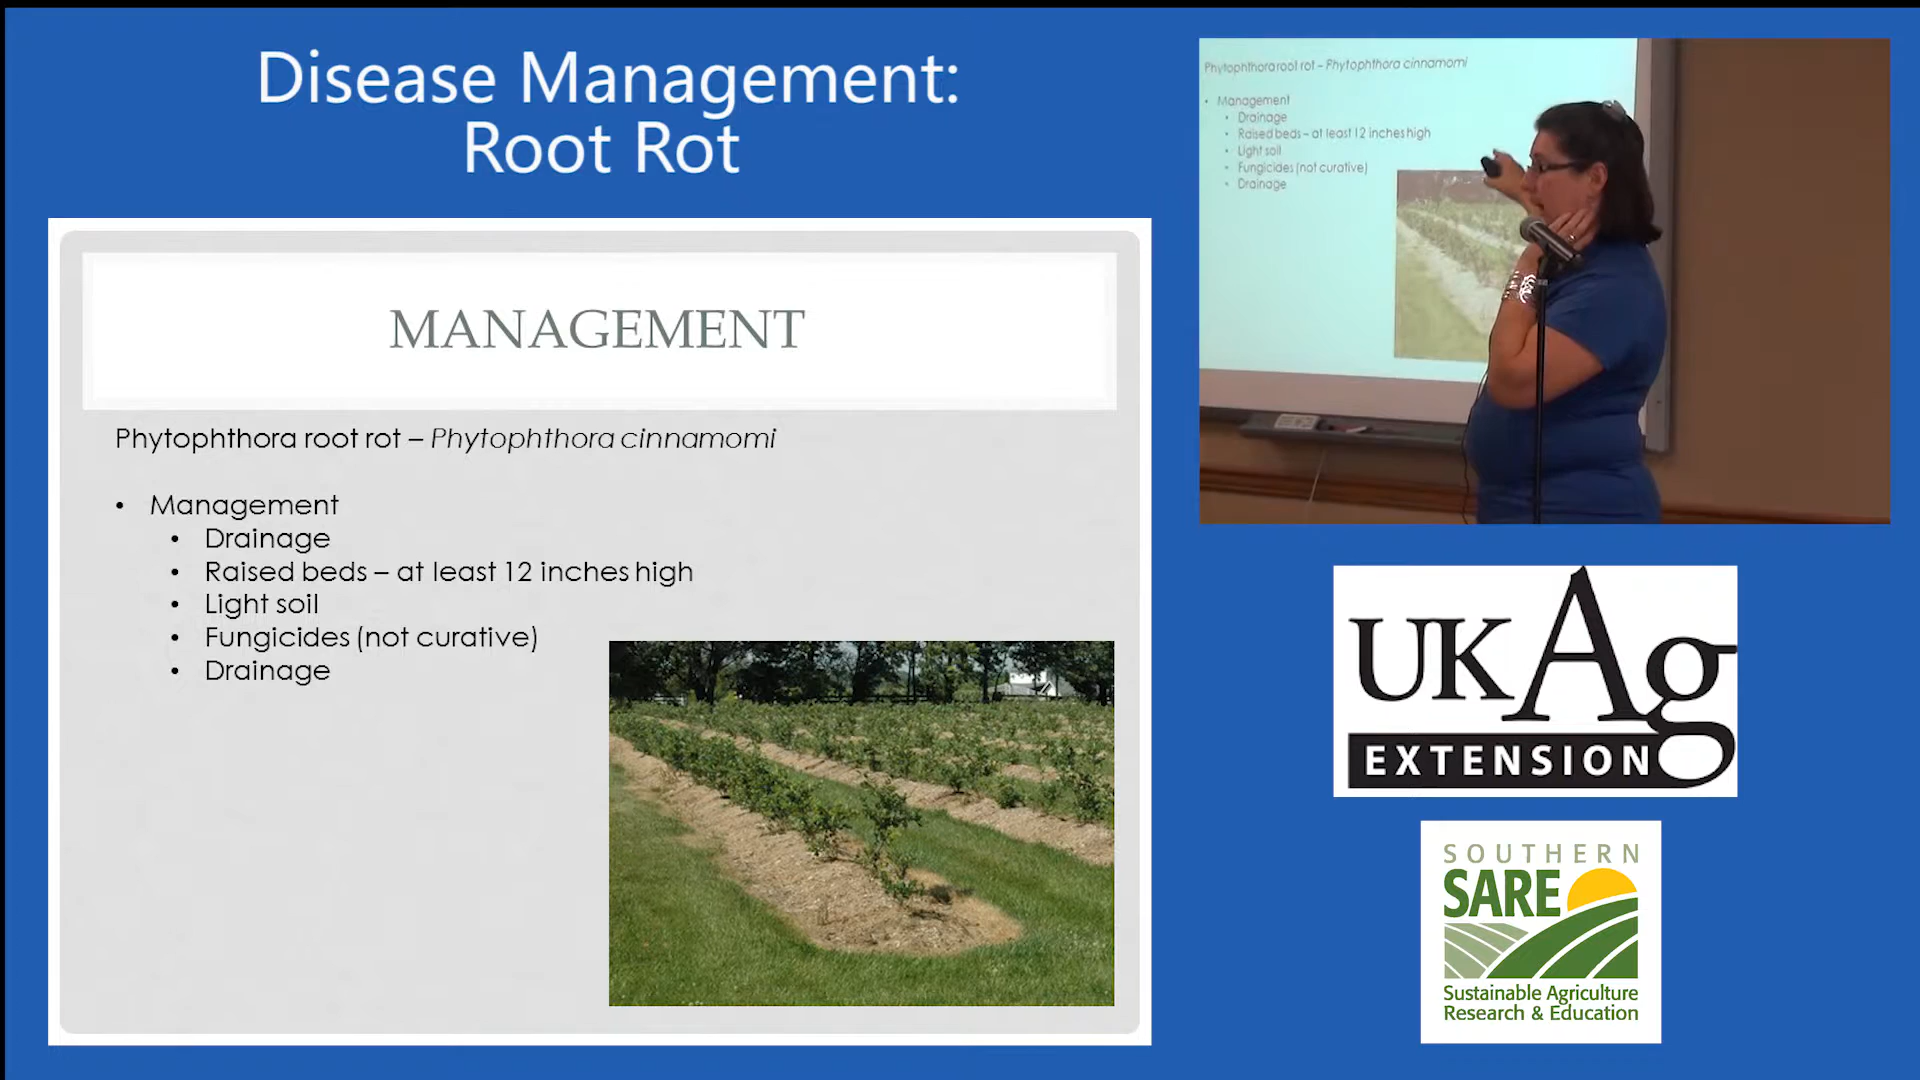 Disease Management:
Root Rot
MANAGEMENT
Phytophthora root rot – Phytophthora cinnamomi
• Management
• Drainage
• Raised beds – at least 12 inches high
• Light soil
• Fungicides (not curative)
• Drainage
Phytophthora root rot – Phytophthora cinnamomi
• Management
• Drainage
• Raised beds – at least 12 inches high
• Light soil
• Fungicides (not curative)
• Drainage
UKAg
EXTENSION
SOUTHERN
SARE
Sustainable Agriculture
Research & Education